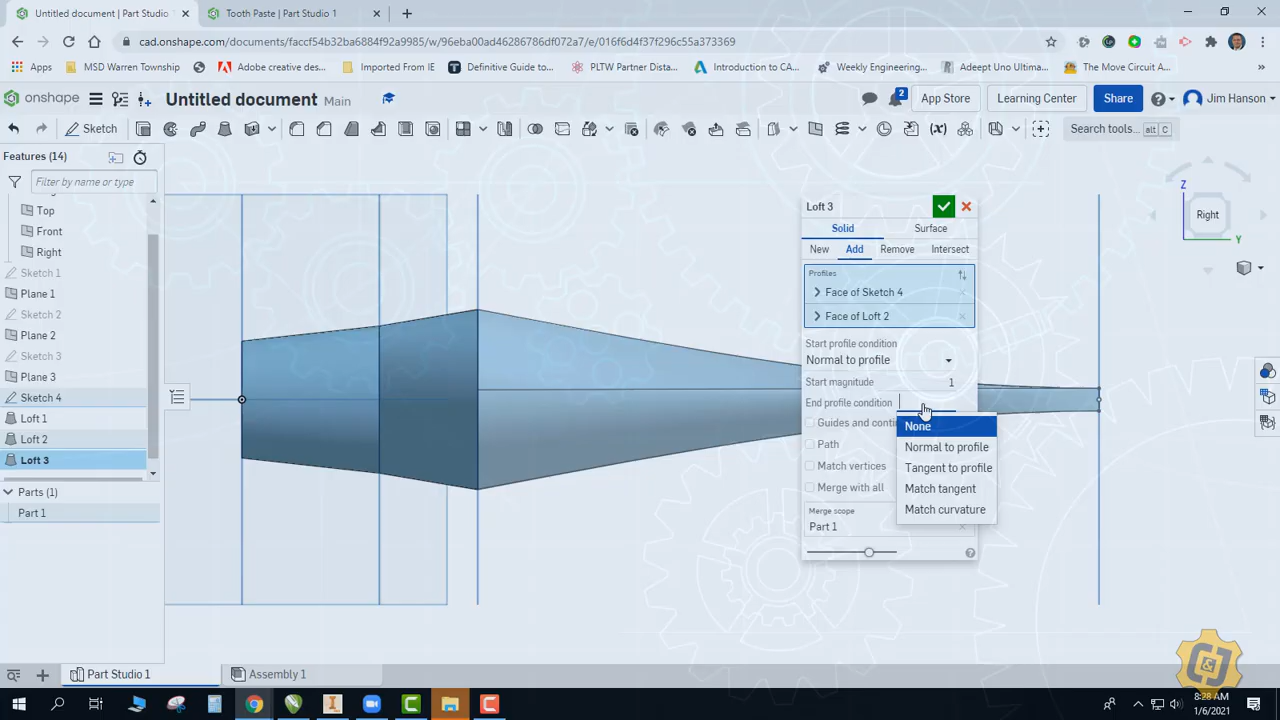 Untitled document | Part Studio 1
Tooth Paste | Part Studio 1
cad.onshape.com/documents/faccf54b32ba6884f3a9985/w/96eba00ad46286786df072a7/e/016f6d4f37f296c55a373369
Apps
MSD Warren Township
Adobe creative des...
Imported From IE
Definitive Guide to...
PLTW Partner Dista...
Introduction to CA...
Weekly Engineering...
Adeept Uno Ultima...
The Move Circuit A...
onshape
Untitled document
Main
2
App Store
Learning Center
Share
Jim Hanson
Sketch
Search tools...
alt
C
Features (14)
Filter by name or type
Top
Front
Right
Sketch 1
Plane 1
Sketch 2
Plane 2
Sketch 3
Plane 3
Sketch 4
Loft 1
Loft 2
Loft 3
Parts (1)
Part 1
Loft 3
Solid
Surface
New
Add
Remove
Intersect
Profiles
Face of Sketch 4
Face of Loft 2
Start profile condition
Normal to profile
Start magnitude
1
End profile condition
Guides and conti
Path
Match vertices
Merge with all
Merge scope
Part 1
None
Normal to profile
Tangent to profile
Match tangent
Match curvature
Z
Right
Y
Part Studio 1
Assembly 1
8:28 AM
1/6/2021